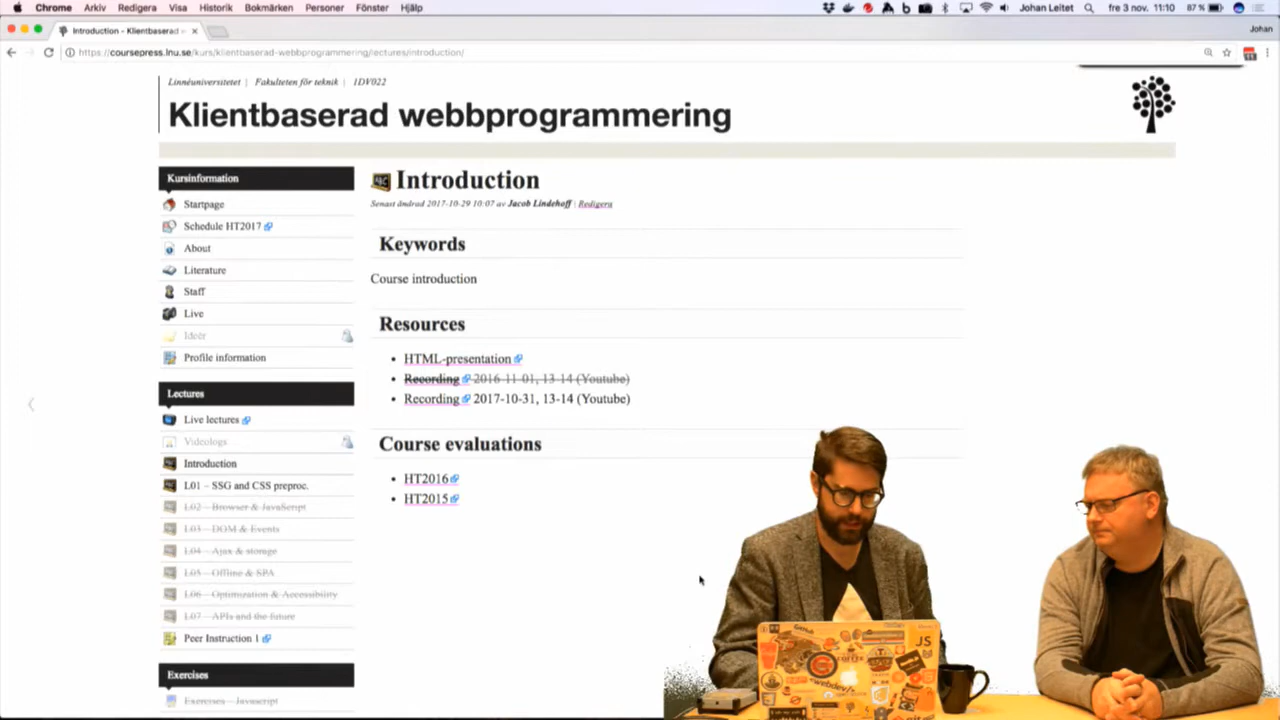 Chrome Arkiv Redigera Visa Historik Bokmärken Personer Fönster Hjälp Johan Leitet fre 3 nov. 11:10 87 %
Introduction - Klientbaserad Johan
https://coursepress.lnu.se/kurs/klientbaserad-webbprogrammering/lectures/introduction/
Linnéuniversitetet | Fakulteten för teknik | 1DV022
Klientbaserad webbprogrammering
Kursinformation
Startpage
Schedule HT2017
About
Literature
Staff
Live
Ideér
Profile information
Lectures
Live lectures
Videologs
Introduction
L01 – SSG and CSS preproc.
L02 – Browser & JavaScript
L03 – DOM & Events
L04 – Ajax & storage
L05 – Offline & SPA
L06 – Optimization & Accessibility
L07 – APIs and the future
Peer Instruction 1
Exercises
Exercises – Javascript
Introduction
Senast ändrad 2017-10-29 10:07 av Jacob Lindehoff | Redigera
Keywords
Course introduction
Resources
HTML-presentation
Recording 2016-11-01, 13-14 (Youtube)
Recording 2017-10-31, 13-14 (Youtube)
Course evaluations
HT2016
HT2015
GitHub
JS
COFFEE
#webdev/>
git